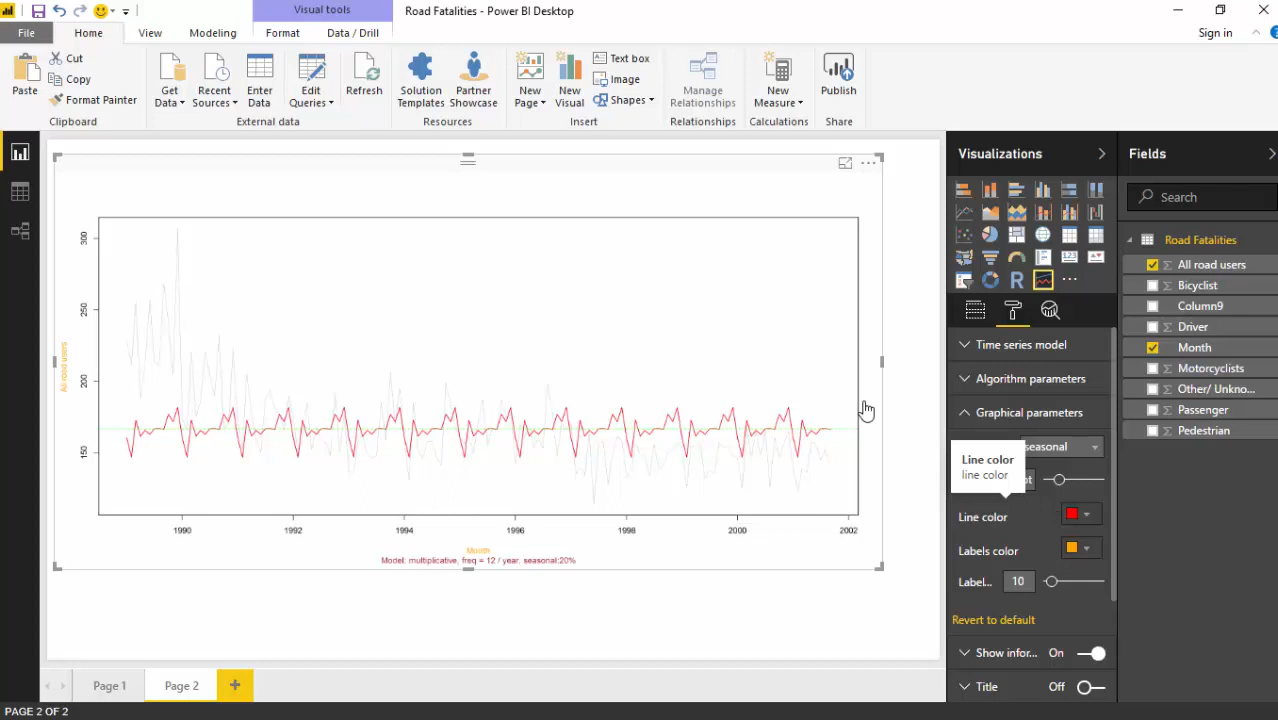 Visual tools
Road Fatalities - Power BI Desktop
File
Home
View
Modeling
Format
Data / Drill
Sign in
Paste
Cut
Copy
Format Painter
Clipboard
Get Data
Recent Sources
Enter Data
External data
Edit Queries
Refresh
Solution Templates
Partner Showcase
Resources
New Page
New Visual
Text box
Image
Shapes
Insert
Manage Relationships
Relationships
New Measure
Calculations
Publish
Share
300
250
200
150
All road users
1990
1992
1994
1996
1998
2000
2002
Month
Model: multiplicative, freq = 12 / year, seasonal:20%
Visualizations
R
123
Time series model
Algorithm parameters
Graphical parameters
seasonal
Line color
line color
pt
Line color
Labels color
Label...
10
Revert to default
Show infor...
On
Title
Off
Fields
Search
Road Fatalities
All road users
Bicyclist
Column9
Driver
Month
Motorcyclists
Other/ Unkno...
Passenger
Pedestrian
Page 1
Page 2
PAGE 2 OF 2